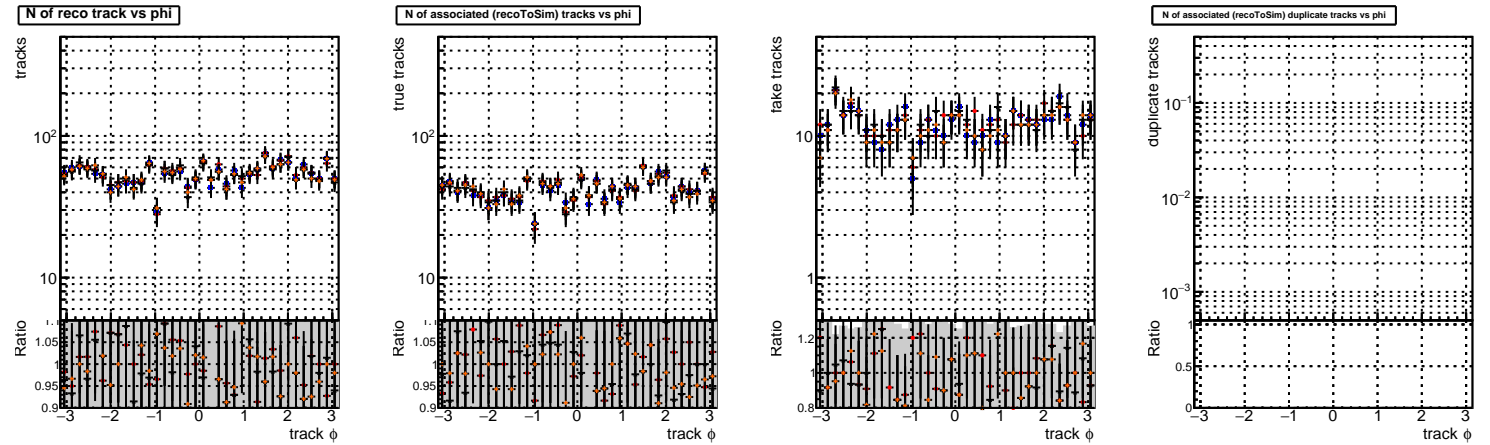 N of reco track vs phi
tracks
10²
10
Ratio
1.05
1
0.95
0.9
−3 −2 −1 0 1 2 3
track ϕ
N of associated (recoToSim) tracks vs phi
true tracks
10²
10
Ratio
1.05
1
0.95
0.9
−3 −2 −1 0 1 2 3
track ϕ
fake tracks
10
1
Ratio
1.2
1
0.8
−3 −2 −1 0 1 2 3
track ϕ
N of associated (recoToSim) duplicate tracks vs phi
duplicate tracks
10⁻¹
10⁻²
10⁻³
Ratio
1
0.5
0
−3 −2 −1 0 1 2 3
track ϕ